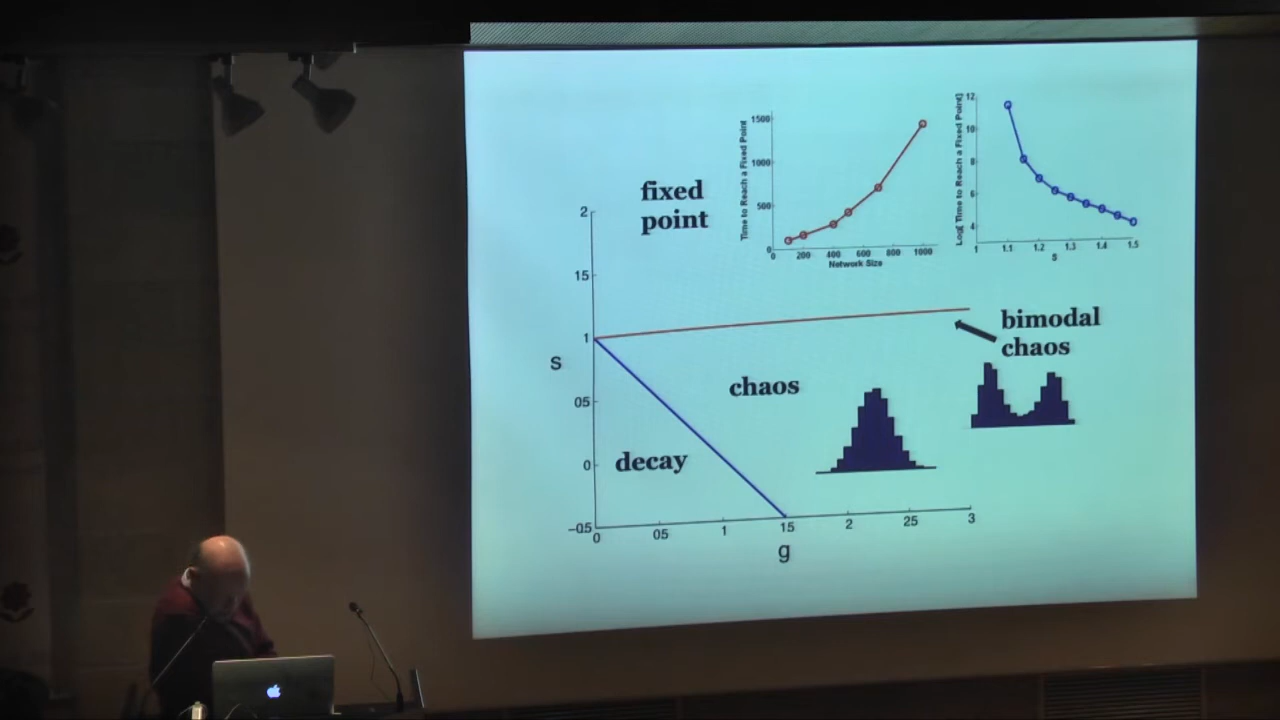 fixed
point
Time to Reach a Fixed Point
1500
1000
500
0
0
200
400
600
800
1000
Network Size
Log[ Time to Reach a Fixed Point]
12
10
8
6
4
1
1.1
1.2
1.3
1.4
1.5
s
2
15
1
05
0
-05
s
0
05
1
15
2
25
3
g
bimodal
chaos
chaos
decay